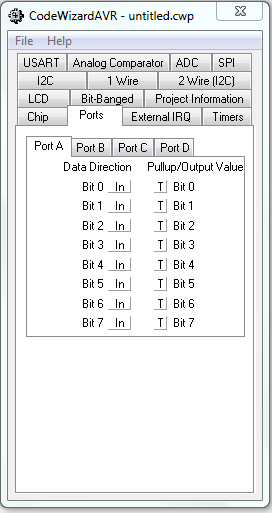 CodeWizardAVR - untitled.cwp
File Help
USART Analog Comparator ADC SPI
I2C 1 Wire 2 Wire (I2C)
LCD Bit-Banged Project Information
Chip Ports External IRQ Timers
Port A Port B Port C Port D
Data Direction Pullup/Output Value
Bit 0 In T Bit 0
Bit 1 In T Bit 1
Bit 2 In T Bit 2
Bit 3 In T Bit 3
Bit 4 In T Bit 4
Bit 5 In T Bit 5
Bit 6 In T Bit 6
Bit 7 In T Bit 7